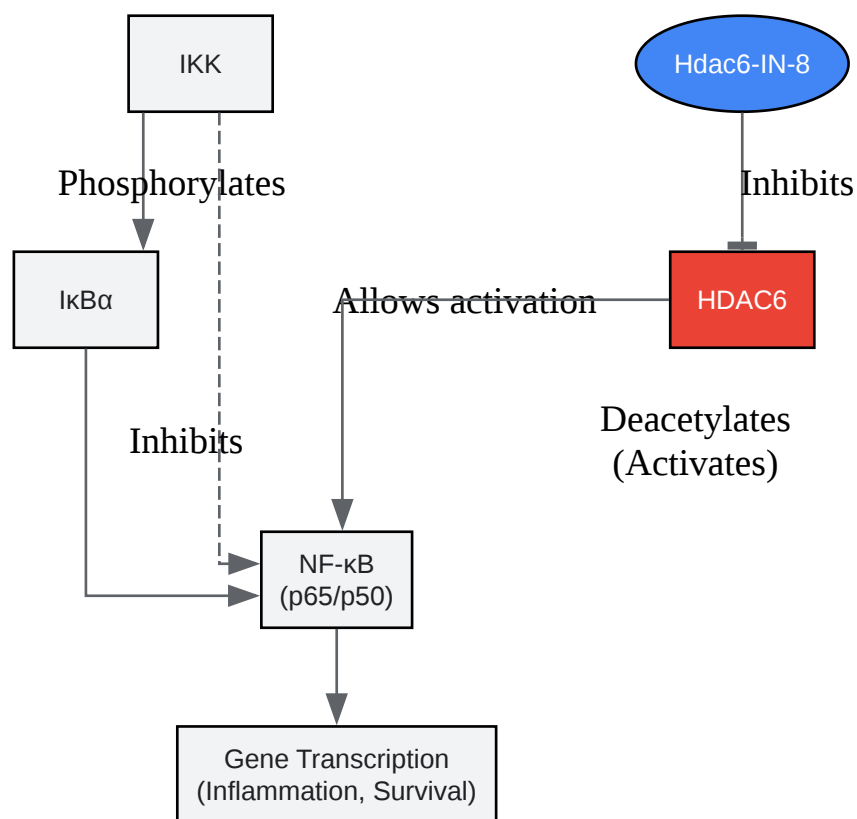 IKK
Hdac6-IN-8
Phosphorylates
Inhibits
IκBα
Allows activation
HDAC6
Deacetylates
(Activates)
Inhibits
NF-κB
(p65/p50)
Gene Transcription
(Inflammation, Survival)